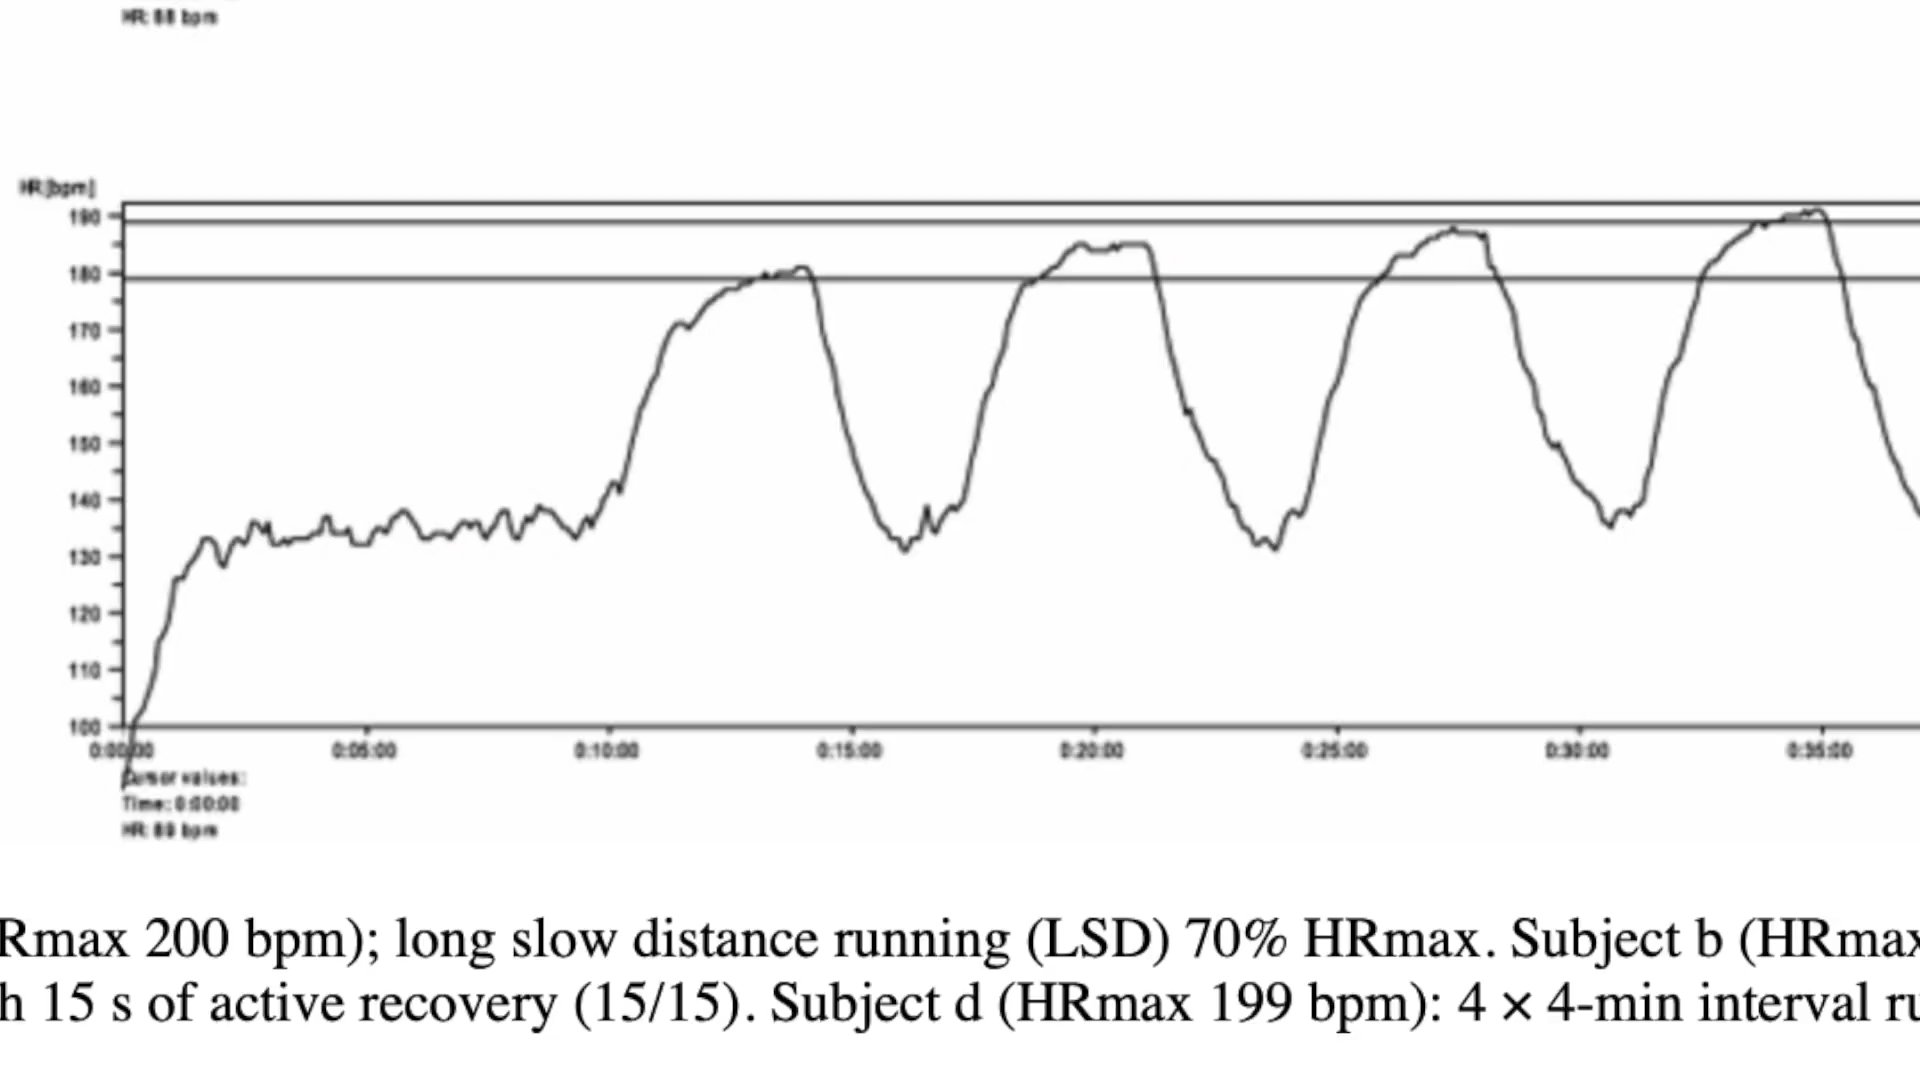 HR: 88 bpm
HR[bpm]
190
180
170
160
150
140
130
120
110
100
0:00:00 0:05:00 0:10:00 0:15:00 0:20:00 0:25:00 0:30:00 0:35:00
Cursor values:
Time: 0:00:00
HR: 89 bpm
Rmax 200 bpm); long slow distance running (LSD) 70% HRmax. Subject b (HRmax
h 15 s of active recovery (15/15). Subject d (HRmax 199 bpm): 4 × 4-min interval ru